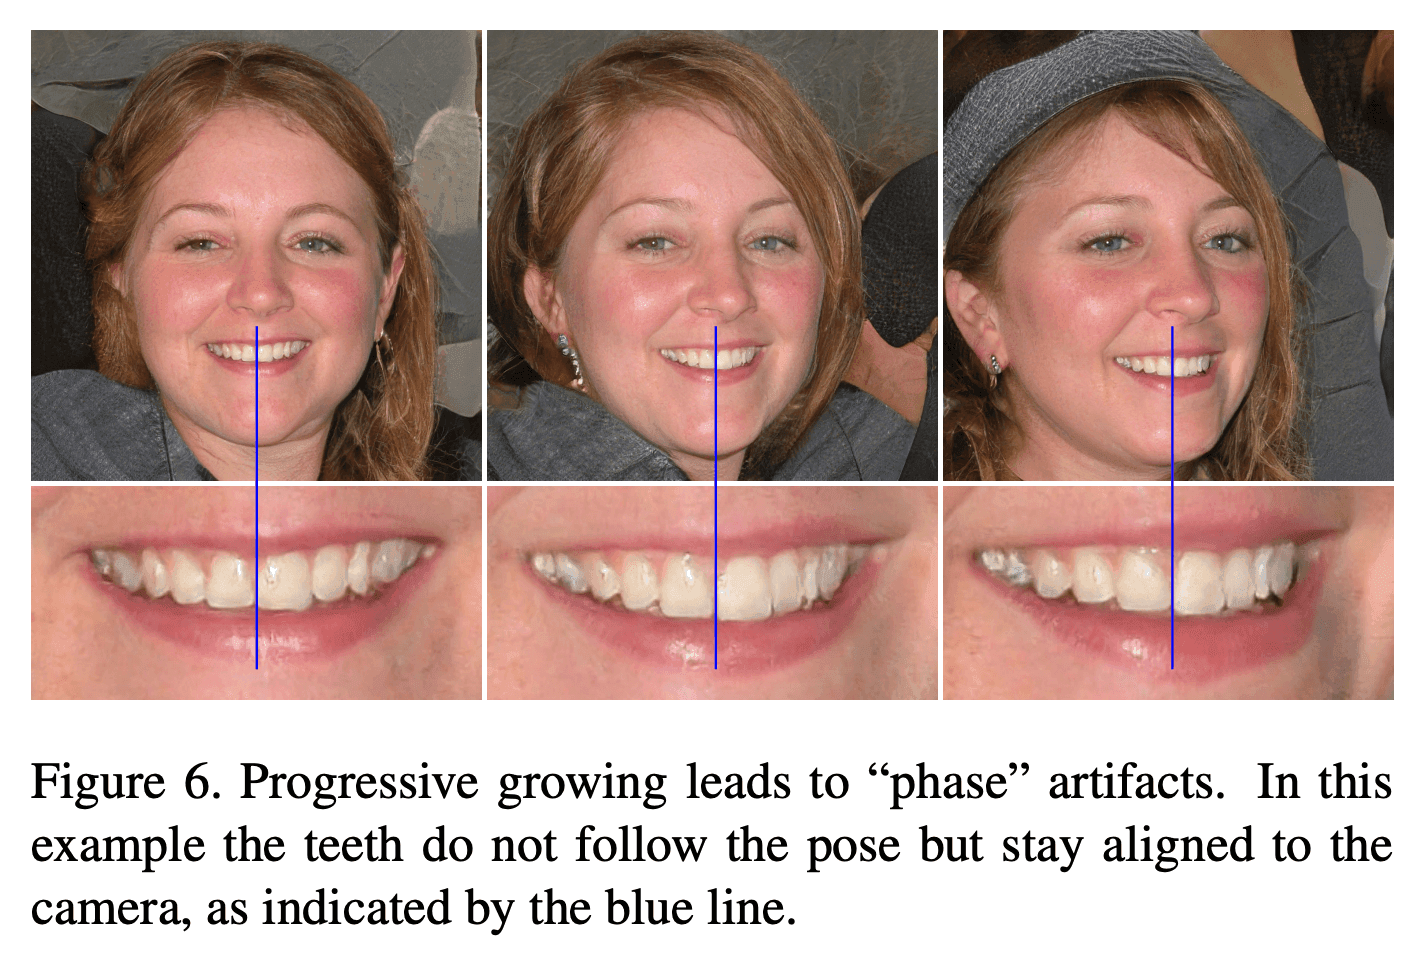 Figure 6. Progressive growing leads to “phase” artifacts. In this
example the teeth do not follow the pose but stay aligned to the
camera, as indicated by the blue line.